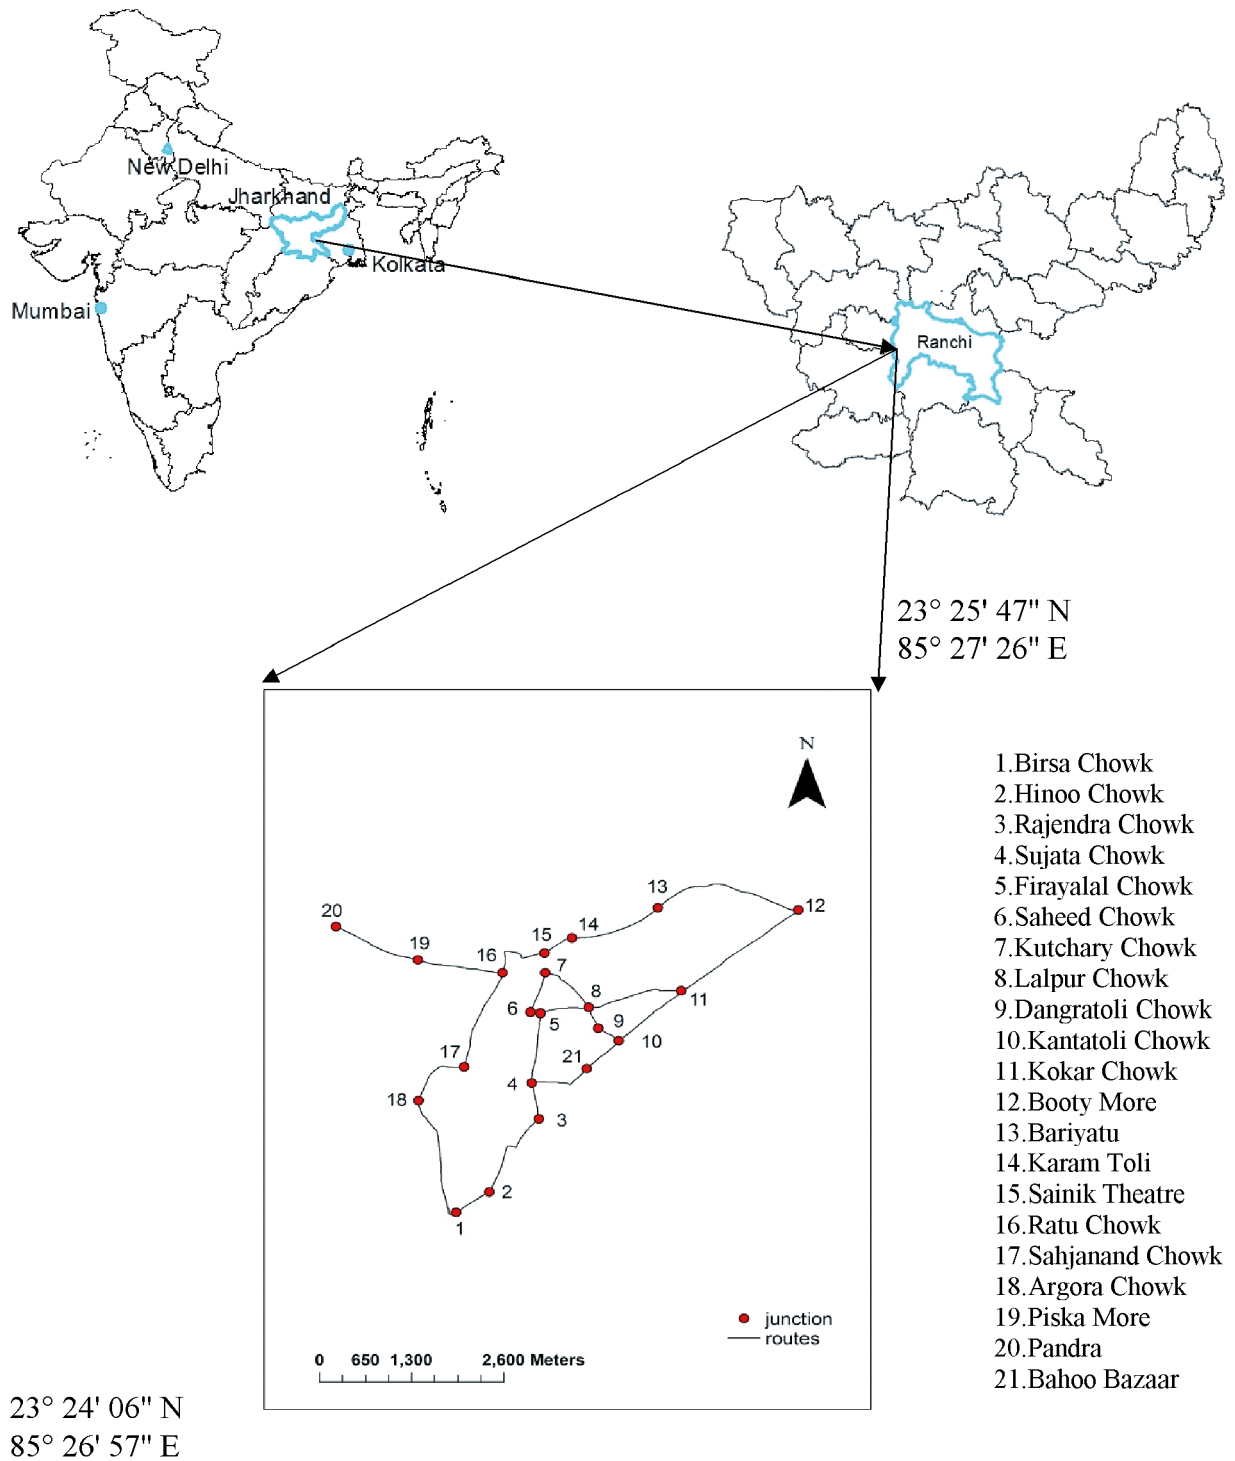 New Delhi
Jharkhand
Kolkata
Mumbai
Ranchi
23° 25' 47" N
85° 27' 26" E
N
13
12
20
14
15
19
16
7
8
11
6
5
9
10
17
21
4
18
3
2
1
junction
routes
0 650 1,300 2,600 Meters
1.Birsa Chowk
2.Hinoo Chowk
3.Rajendra Chowk
4.Sujata Chowk
5.Firayalal Chowk
6.Saheed Chowk
7.Kutchary Chowk
8.Lalpur Chowk
9.Dangratoli Chowk
10.Kantatoli Chowk
11.Kokar Chowk
12.Booty More
13.Bariyatu
14.Karam Toli
15.Sainik Theatre
16.Ratu Chowk
17.Sahjanand Chowk
18.Argora Chowk
19.Piska More
20.Pandra
21.Bahoo Bazaar
23° 24' 06" N
85° 26' 57" E